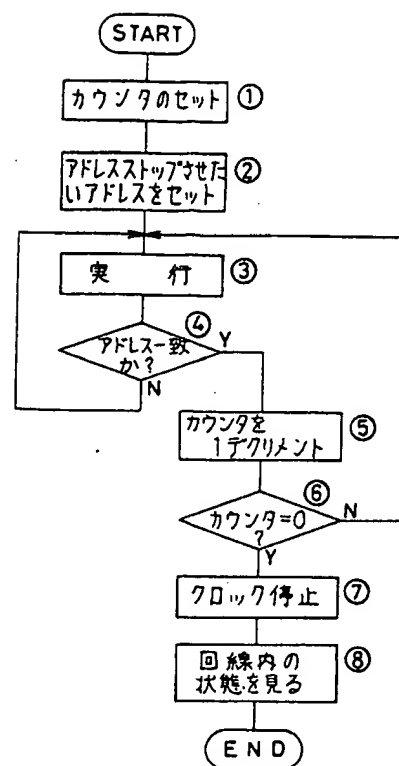 START
カウンタのセット ①
アドレスストップさせた
いアドレスをセット ②
実 行 ③
④
アドレス一致
か?
Y
N
カウンタを
1デクリメント ⑤
⑥
カウンタ=0
?
N
Y
クロック停止 ⑦
回線内の
状態を見る ⑧
END